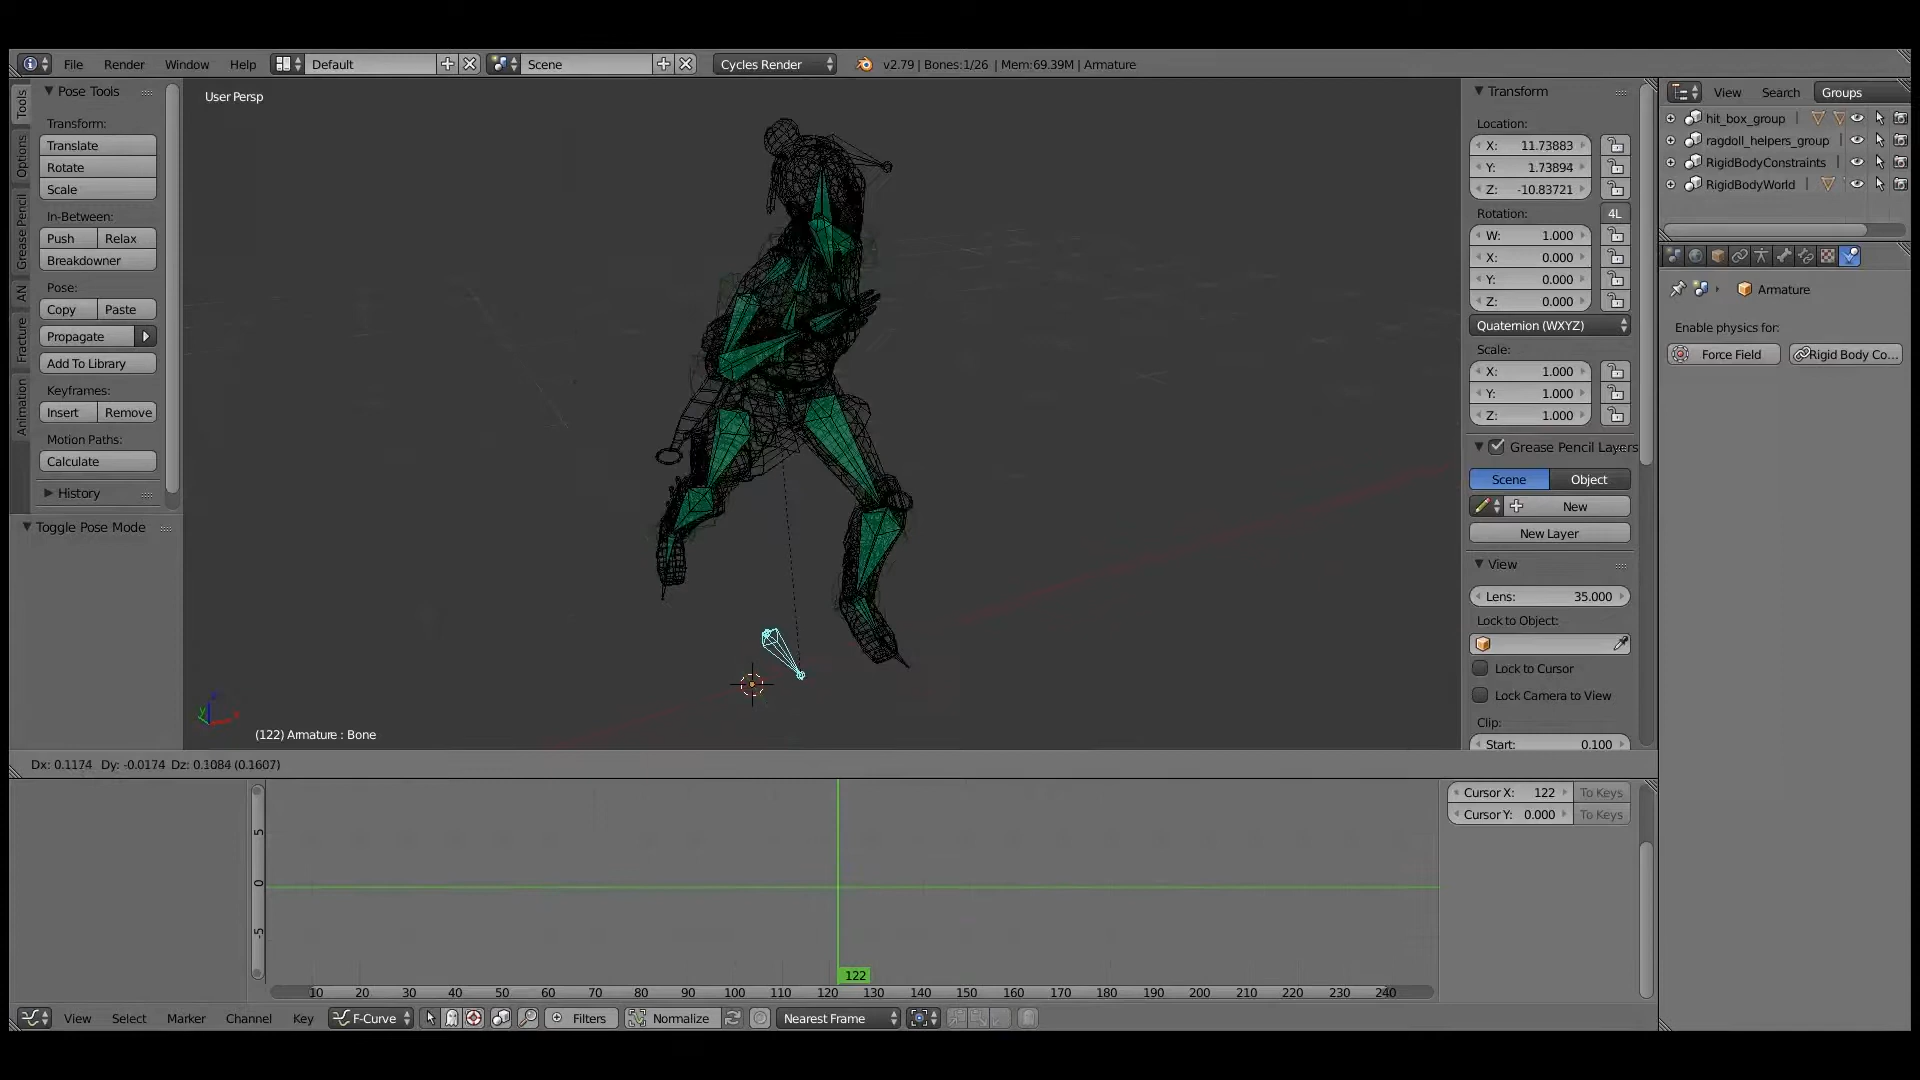 File Render Window Help Default Scene Cycles Render v2.79 | Bones:1/26 | Mem:69.39M | Armature
Tools
Options
Grease Pencil
AN
Fracture
Animation
Pose Tools
Transform:
Translate
Rotate
Scale
In-Between:
Push Relax
Breakdowner
Pose:
Copy Paste
Propagate
Add To Library
Keyframes:
Insert Remove
Motion Paths:
Calculate
History
Toggle Pose Mode
User Persp
(122) Armature : Bone
Transform
Location:
X: 11.73883
Y: 1.73894
Z: -10.83721
Rotation: 4L
W: 1.000
X: 0.000
Y: 0.000
Z: 0.000
Quaternion (WXYZ)
Scale:
X: 1.000
Y: 1.000
Z: 1.000
Grease Pencil Layers
Scene Object
New
New Layer
View
Lens: 35.000
Lock to Object:
Lock to Cursor
Lock Camera to View
Clip:
Start: 0.100
View Search Groups
hit_box_group
ragdoll_helpers_group
RigidBodyConstraints
RigidBodyWorld
Armature
Enable physics for:
Force Field Rigid Body Co...
Dx: 0.1174 Dy: -0.0174 Dz: 0.1084 (0.1607)
5
0
-5
122
10 20 30 40 50 60 70 80 90 100 110 120 130 140 150 160 170 180 190 200 210 220 230 240
Cursor X: 122 To Keys
Cursor Y: 0.000 To Keys
View Select Marker Channel Key F-Curve Filters Normalize Nearest Frame